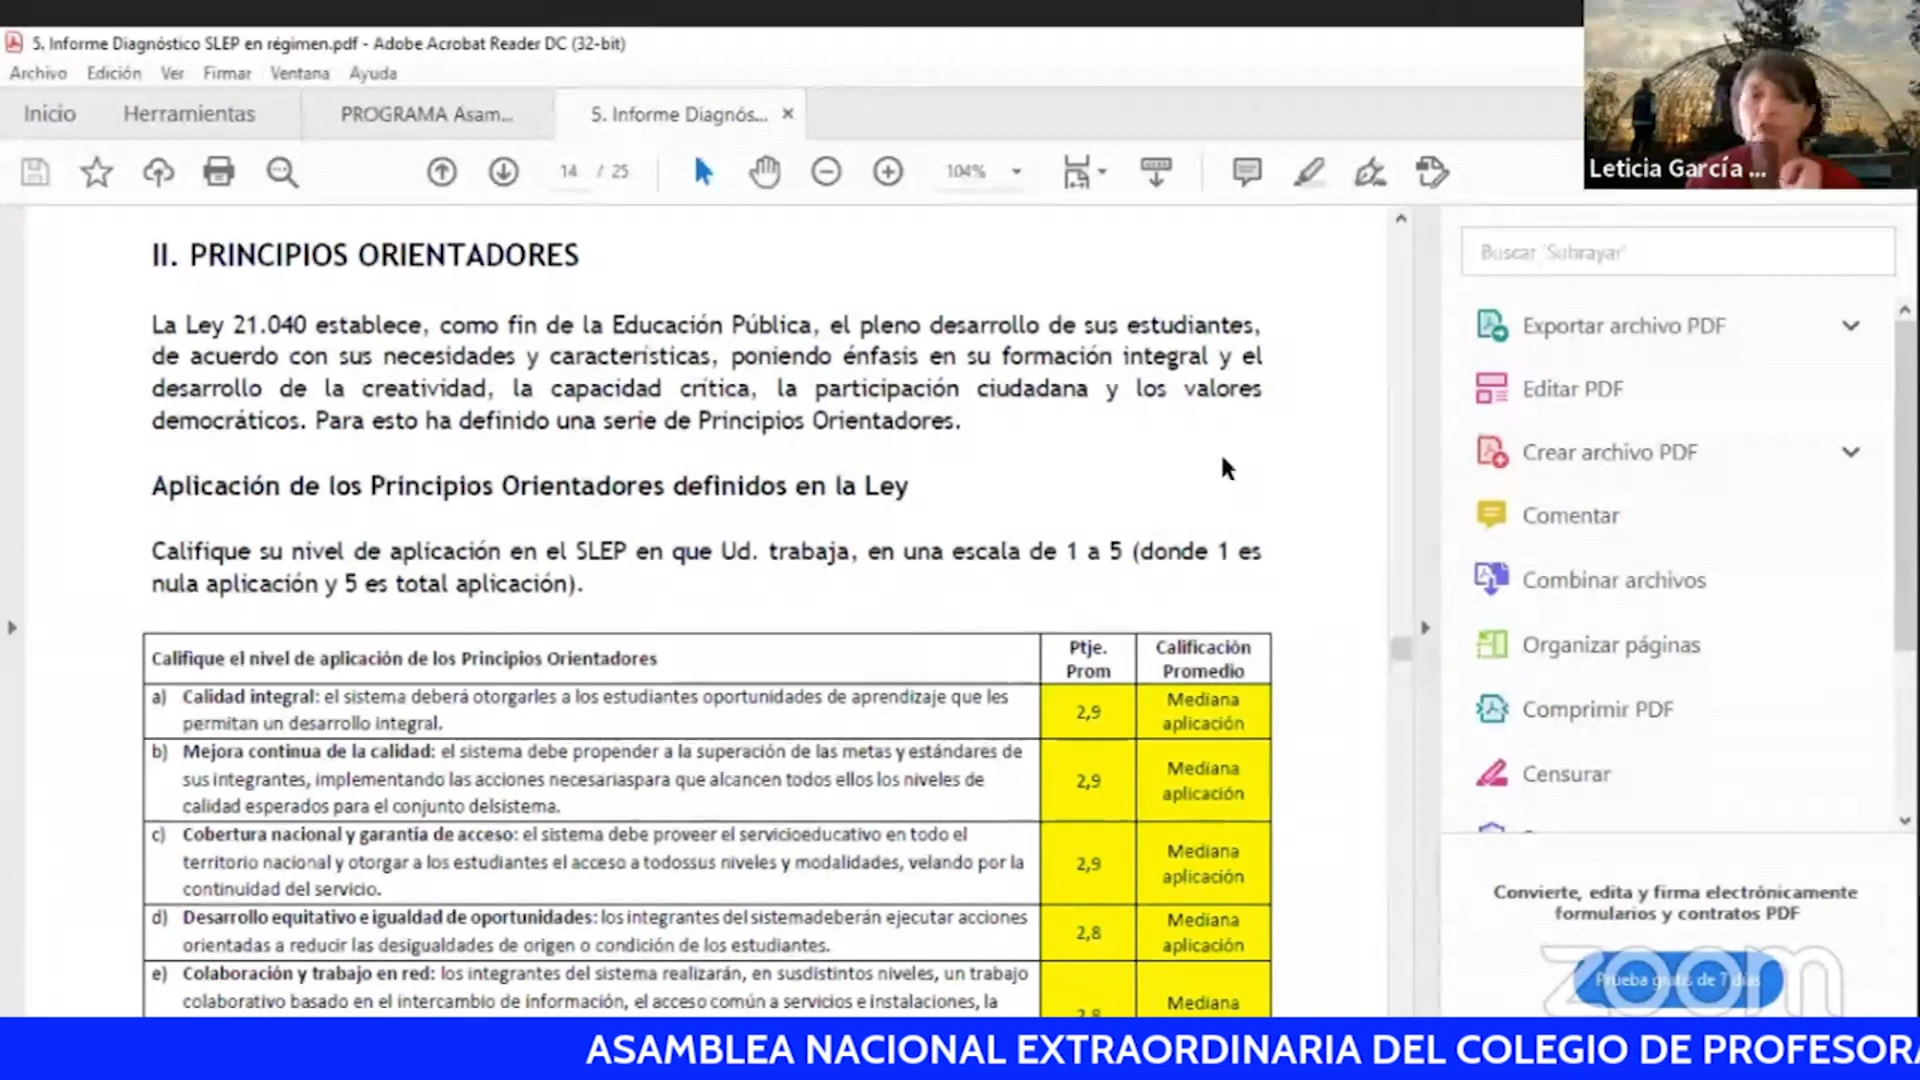 5. Informe Diagnóstico SLEP en régimen.pdf - Adobe Acrobat Reader DC (32-bit)
Archivo Edición Ver Firmar Ventana Ayuda
Inicio Herramientas PROGRAMA Asam... 5. Informe Diagnós... ×
14 / 25 104%
Leticia García ...
II. PRINCIPIOS ORIENTADORES
La Ley 21.040 establece, como fin de la Educación Pública, el pleno desarrollo de sus estudiantes,
de acuerdo con sus necesidades y características, poniendo énfasis en su formación integral y el
desarrollo de la creatividad, la capacidad crítica, la participación ciudadana y los valores
democráticos. Para esto ha definido una serie de Principios Orientadores.
Aplicación de los Principios Orientadores definidos en la Ley
Califique su nivel de aplicación en el SLEP en que Ud. trabaja, en una escala de 1 a 5 (donde 1 es
nula aplicación y 5 es total aplicación).
Califique el nivel de aplicación de los Principios Orientadores
Ptje.
Prom
Calificación
Promedio
a) Calidad integral: el sistema deberá otorgarles a los estudiantes oportunidades de aprendizaje que les
permitan un desarrollo integral.
2,9
Mediana
aplicación
b) Mejora continua de la calidad: el sistema debe propender a la superación de las metas y estándares de
sus integrantes, implementando las acciones necesariaspara que alcancen todos ellos los niveles de
calidad esperados para el conjunto delsistema.
2,9
Mediana
aplicación
c) Cobertura nacional y garantía de acceso: el sistema debe proveer el servicioeducativo en todo el
territorio nacional y otorgar a los estudiantes el acceso a todossus niveles y modalidades, velando por la
continuidad del servicio.
2,9
Mediana
aplicación
d) Desarrollo equitativo e igualdad de oportunidades: los integrantes del sistemadeberán ejecutar acciones
orientadas a reducir las desigualdades de origen o condición de los estudiantes.
2,8
Mediana
aplicación
e) Colaboración y trabajo en red: los integrantes del sistema realizarán, en susdistintos niveles, un trabajo
colaborativo basado en el intercambio de información, el acceso común a servicios e instalaciones, la
2,8
Mediana
Buscar 'Subrayar'
Exportar archivo PDF
Editar PDF
Crear archivo PDF
Comentar
Combinar archivos
Organizar páginas
Comprimir PDF
Censurar
Convierte, edita y firma electrónicamente
formularios y contratos PDF
Prueba gratis de 7 días
zoom
ASAMBLEA NACIONAL EXTRAORDINARIA DEL COLEGIO DE PROFESORA